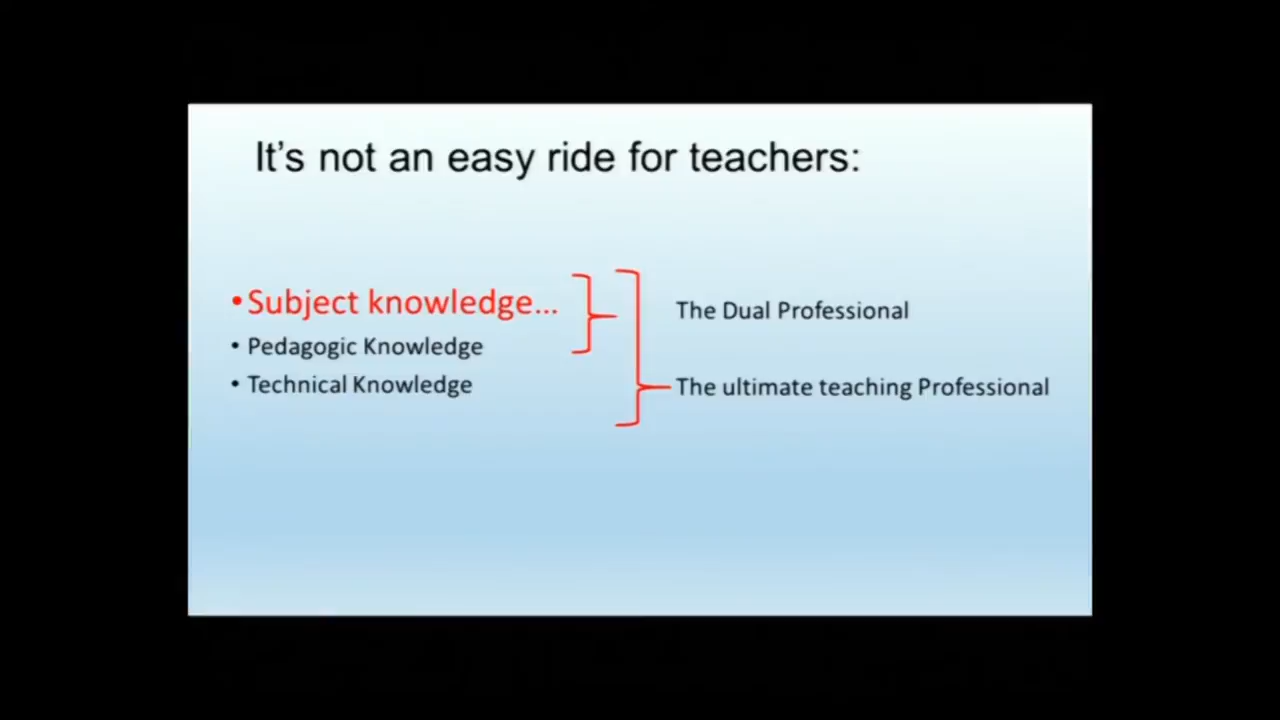 It’s not an easy ride for teachers:
•Subject knowledge...
• Pedagogic Knowledge
• Technical Knowledge
The Dual Professional
The ultimate teaching Professional